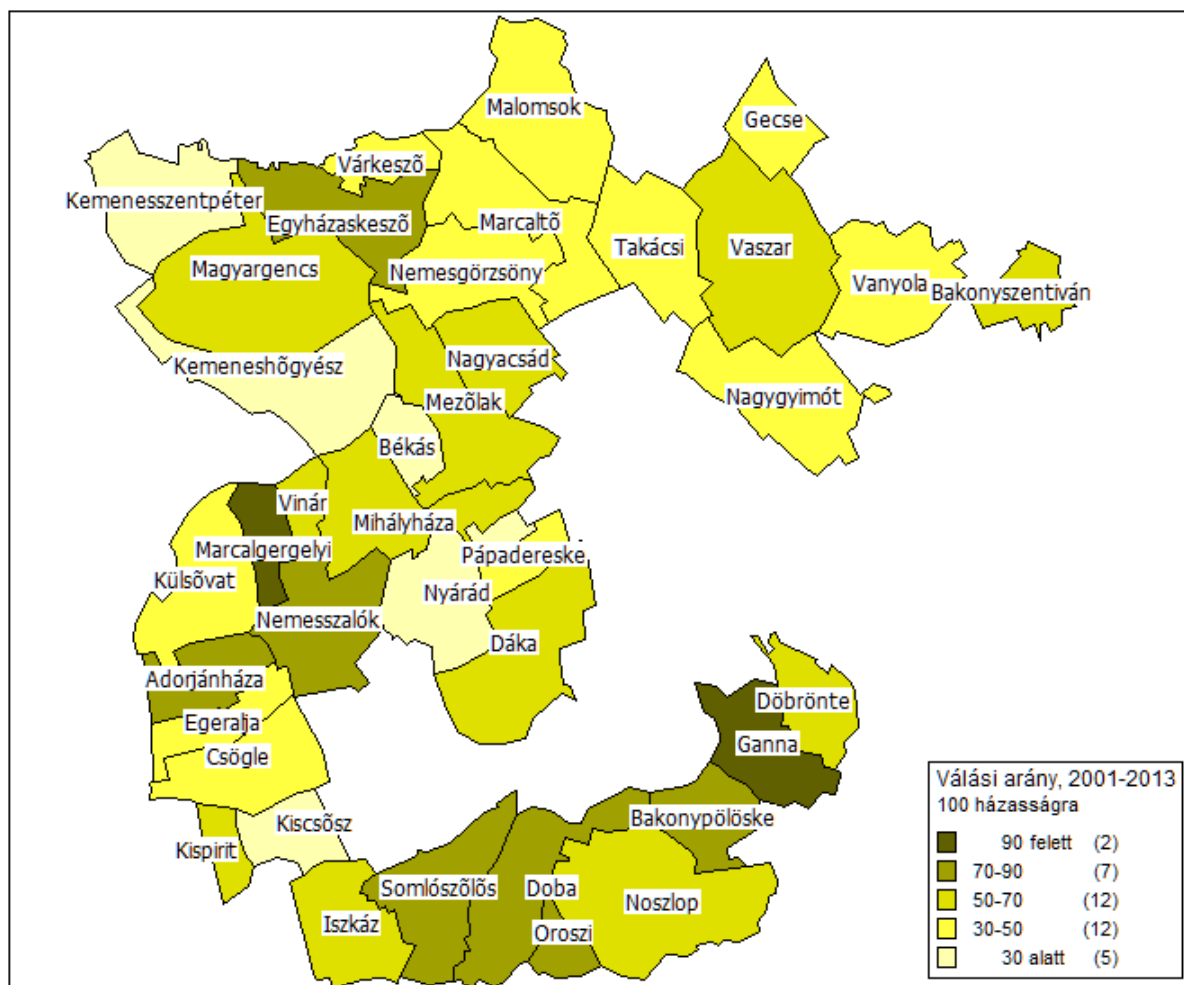 Malomsok
Gecse
Várkeszõ
Kemenesszentpéter
Egyházaskeszõ
Marcaltõ
Takácsi
Vaszar
Magyargencs
Nemesgörzsöny
Vanyola
Bakonyszentiván
Kemeneshõgyész
Nagyacsád
Mezõlak
Nagygyimót
Békás
Vinár
Mihályháza
Marcalgergelyi
Pápadereske
Külsõvat
Nyárád
Nemesszalók
Dáka
Adorjánháza
Döbrönte
Egeralja
Ganna
Csögle
Kiscsõsz
Bakonypölöske
Kispirit
Somlószõlõs
Doba
Noszlop
Iszkáz
Oroszi
Válási arány, 2001-2013
100 házasságra
90 felett (2)
70-90 (7)
50-70 (12)
30-50 (12)
30 alatt (5)